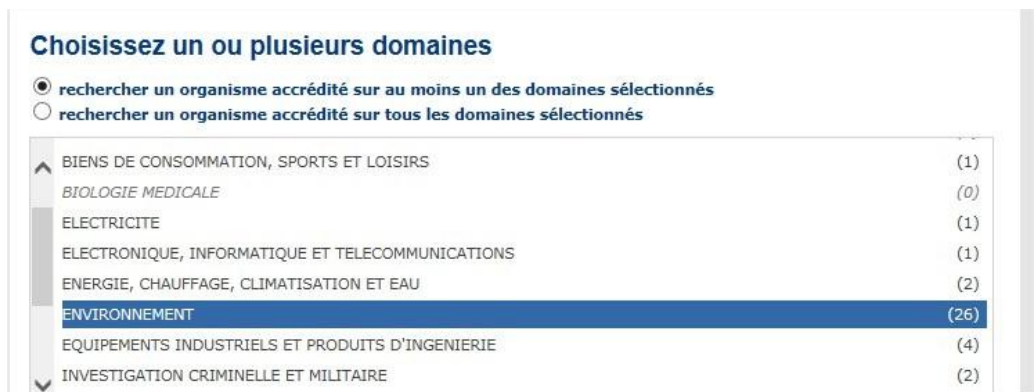 Choisissez un ou plusieurs domaines
rechercher un organisme accrédité sur au moins un des domaines sélectionnés
rechercher un organisme accrédité sur tous les domaines sélectionnés
BIENS DE CONSOMMATION, SPORTS ET LOISIRS (1)
BIOLOGIE MEDICALE (0)
ELECTRICITE (1)
ELECTRONIQUE, INFORMATIQUE ET TELECOMMUNICATIONS (1)
ENERGIE, CHAUFFAGE, CLIMATISATION ET EAU (2)
ENVIRONNEMENT (26)
EQUIPEMENTS INDUSTRIELS ET PRODUITS D'INGENIERIE (4)
INVESTIGATION CRIMINELLE ET MILITAIRE (2)